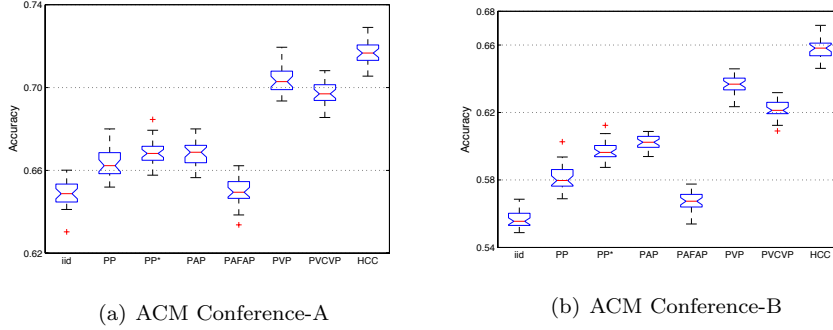 0.74
0.70
0.66
0.62
Accuracy
iid PP PP* PAP PAFAP PVP PVCVP HCC
(a) ACM Conference-A
0.68
0.66
0.62
0.58
0.54
Accuracy
iid PP PP* PAP PAFAP PVP PVCVP HCC
(b) ACM Conference-B